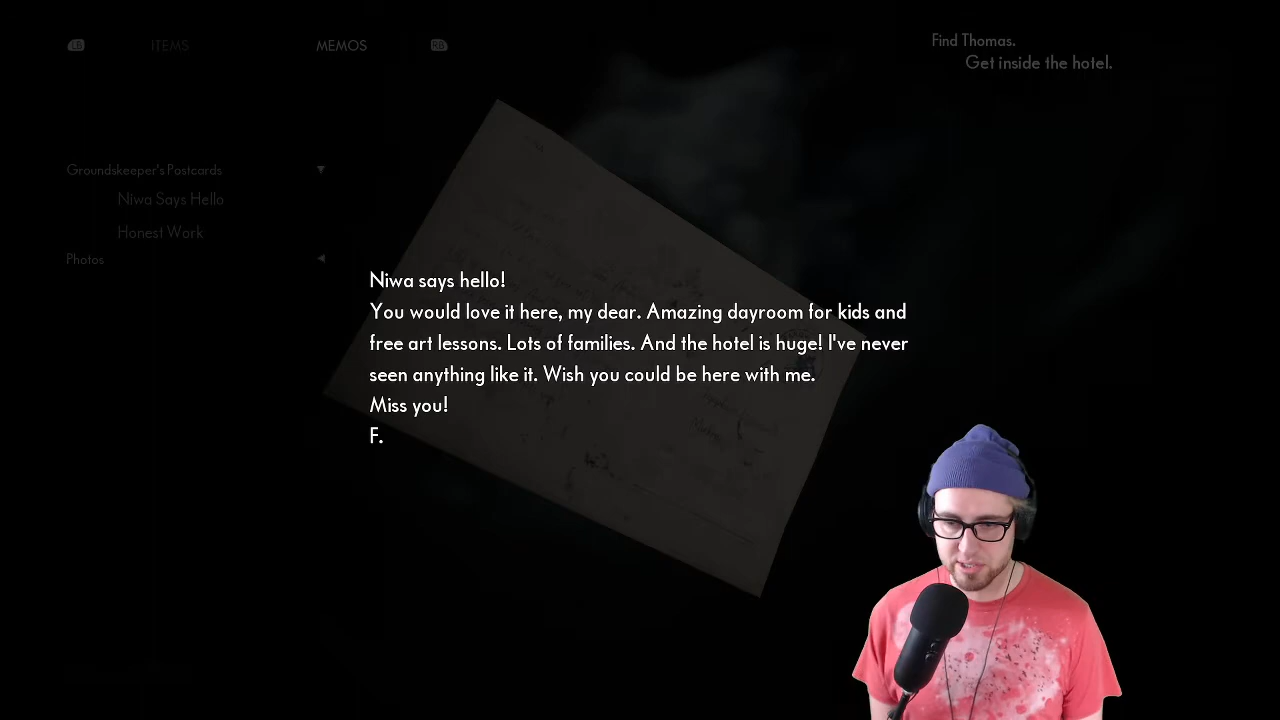 LB ITEMS MEMOS RB
Find Thomas.
Get inside the hotel.
Groundskeeper's Postcards
Niwa Says Hello
Honest Work
Photos
Niwa says hello!
You would love it here, my dear. Amazing dayroom for kids and
free art lessons. Lots of families. And the hotel is huge! I've never
seen anything like it. Wish you could be here with me.
Miss you!
F.